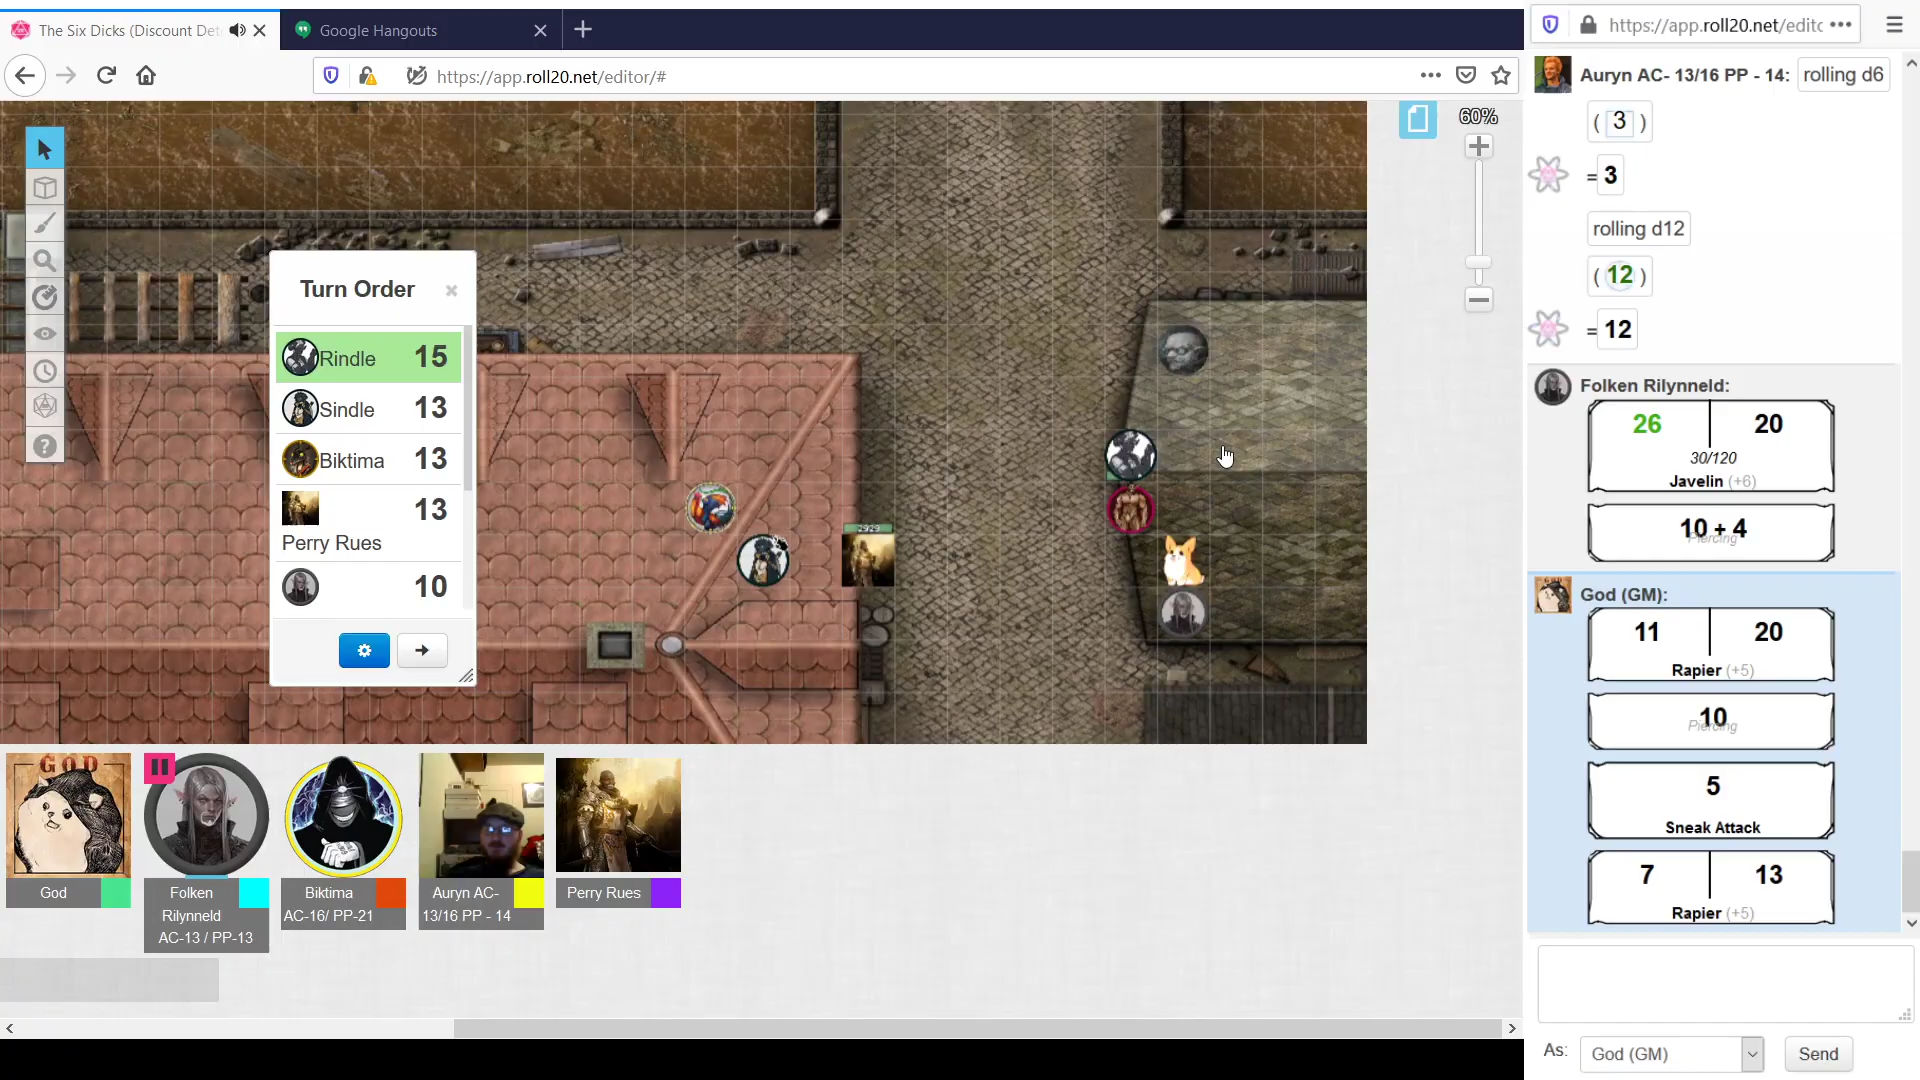 The Six Dicks (Discount Det
Google Hangouts
https://app.roll20.net/editor/#
https://app.roll20.net/editc
60%
Turn Order
Rindle 15
Sindle 13
Biktima 13
13
Perry Rues
10
2929
GOD
God
Folken
Rilynneld
AC-13 / PP-13
Biktima
AC-16/ PP-21
Auryn AC-
13/16 PP - 14
Perry Rues
Auryn AC- 13/16 PP - 14: rolling d6
( 3 )
= 3
rolling d12
( 12 )
= 12
Folken Rilynneld:
26 20
30/120
Javelin (+6)
10 + 4
Piercing
God (GM):
11 20
Rapier (+5)
10
Piercing
5
Sneak Attack
7 13
Rapier (+5)
As: God (GM) Send